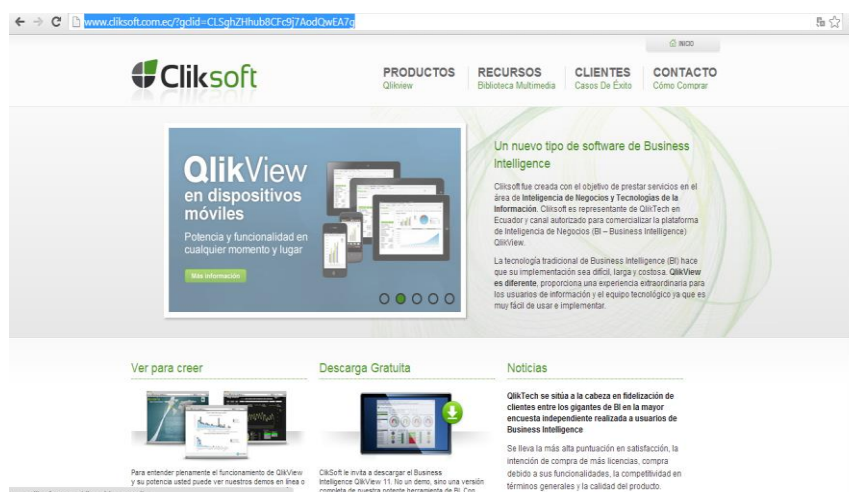 www.cliksoft.com.ec/?gclid=CLSghZHhub8CFc9j7AodQwEA7g
INICIO
Cliksoft
PRODUCTOS
Qlikview
RECURSOS
Biblioteca Multimedia
CLIENTES
Casos De Éxito
CONTACTO
Cómo Comprar
QlikView
en dispositivos
móviles
Potencia y funcionalidad en
cualquier momento y lugar
Más información
Un nuevo tipo de software de Business
Intelligence
Cliksoft fue creada con el objetivo de prestar servicios en el
área de Inteligencia de Negocios y Tecnologías de la
Información. Cliksoft es representante de QlikTech en
Ecuador y canal autorizado para comercializar la plataforma
de Inteligencia de Negocios (BI – Business Intelligence)
QlikView.
La tecnología tradicional de Business Intelligence (BI) hace
que su implementación sea difícil, larga y costosa. QlikView
es diferente, proporciona una experiencia extraordinaria para
los usuarios de información y el equipo tecnológico ya que es
muy fácil de usar e implementar.
Ver para creer
Para entender plenamente el funcionamiento de QlikView
y su potencia usted puede ver nuestros demos en línea o
Descarga Gratuita
ClikSoft le invita a descargar el Business
Intelligence QlikView 11. No un demo, sino una versión
completa de nuestra potente herramienta de BI. Con
Noticias
QlikTech se sitúa a la cabeza en fidelización de
clientes entre los gigantes de BI en la mayor
encuesta independiente realizada a usuarios de
Business Intelligence
Se lleva la más alta puntuación en satisfacción, la
intención de compra de más licencias, compra
debido a sus funcionalidades, la competitividad en
términos generales y la calidad del producto.